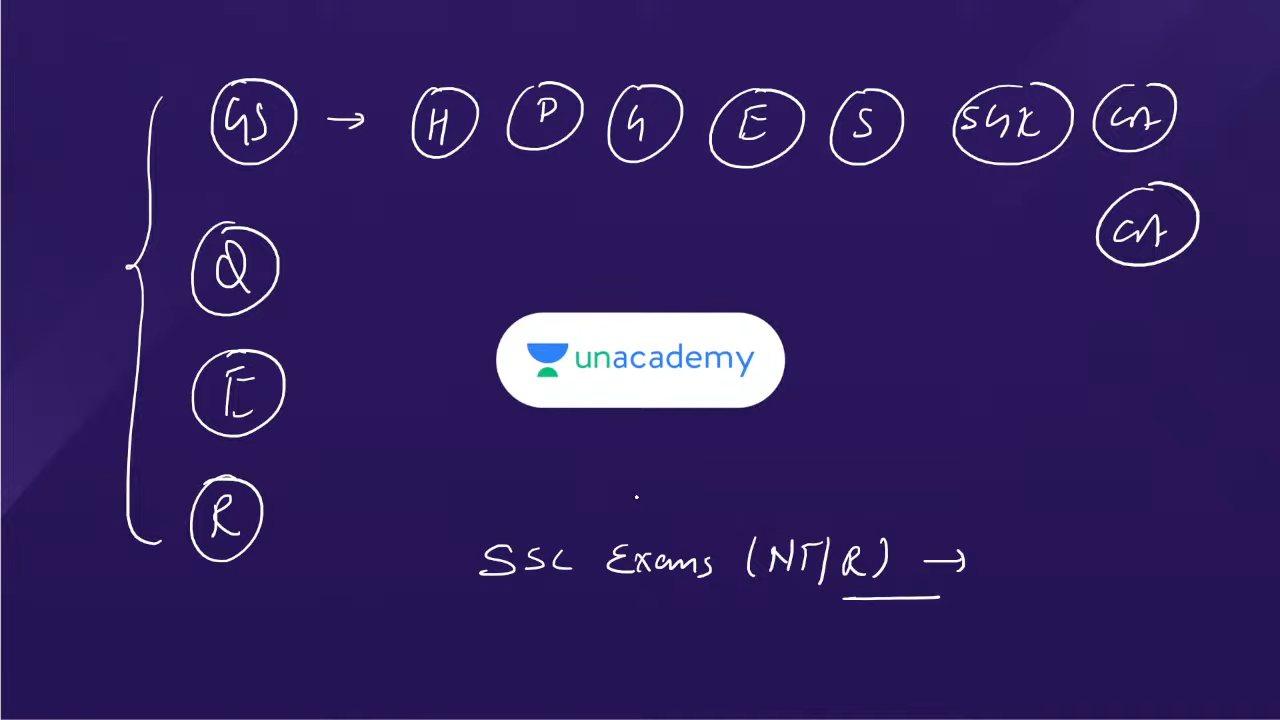 GS → H P G E S SGK CA
CA
Q
unacademy
E
R
SSC Exams (NT/R) →